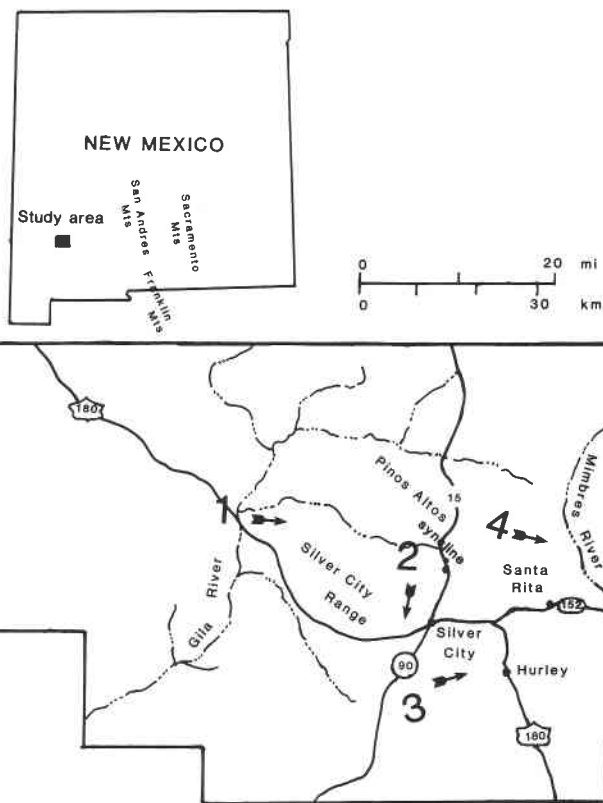 NEW MEXICO
Study area
San Andres
Mts
Sacramento
Mts
Franklin
Mts
0 20 mi
0 30 km
180
Pinos Altos
syncline
15
Mimbres
River
1
2
4
Silver City
Range
Santa
Rita
152
Gila River
Silver
City
90
Hurley
3
180